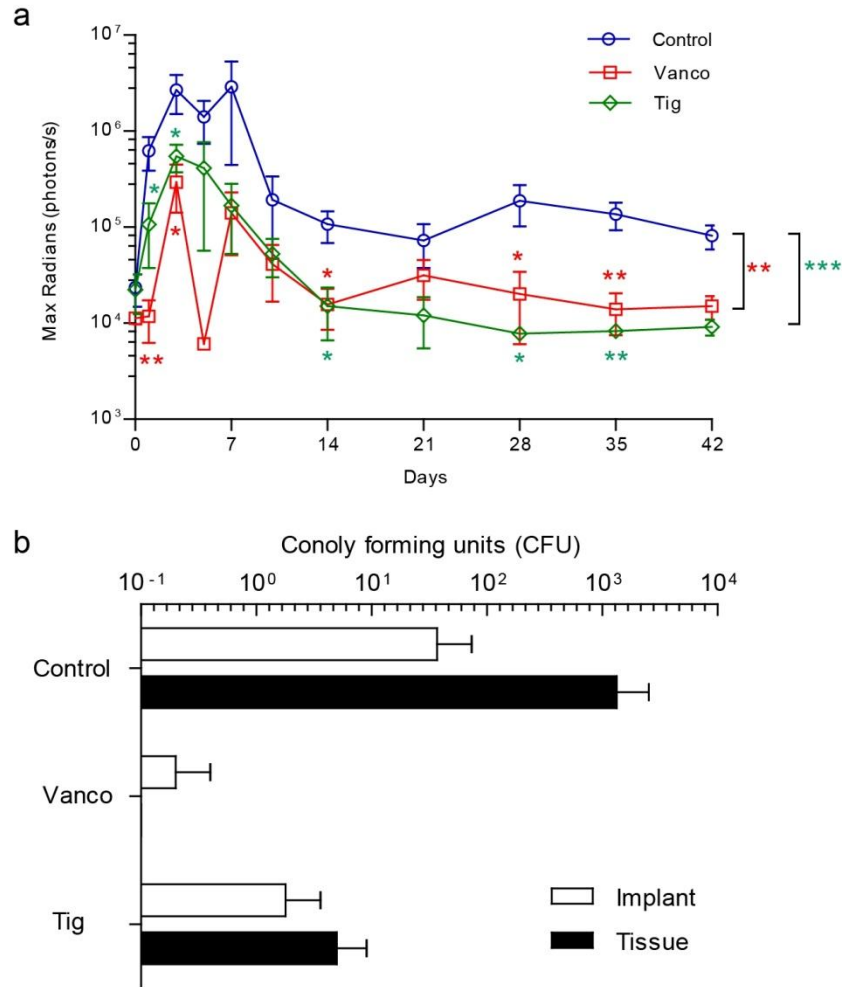 a
10⁷
10⁶
10⁵
10⁴
10³
Max Radians (photons/s)
Control
Vanco
Tig
*
*
*
**
*
*
*
*
**
**
**
***
0 7 14 21 28 35 42
Days
b
Conoly forming units (CFU)
10⁻¹ 10⁰ 10¹ 10² 10³ 10⁴
Control
Vanco
Tig
Implant
Tissue